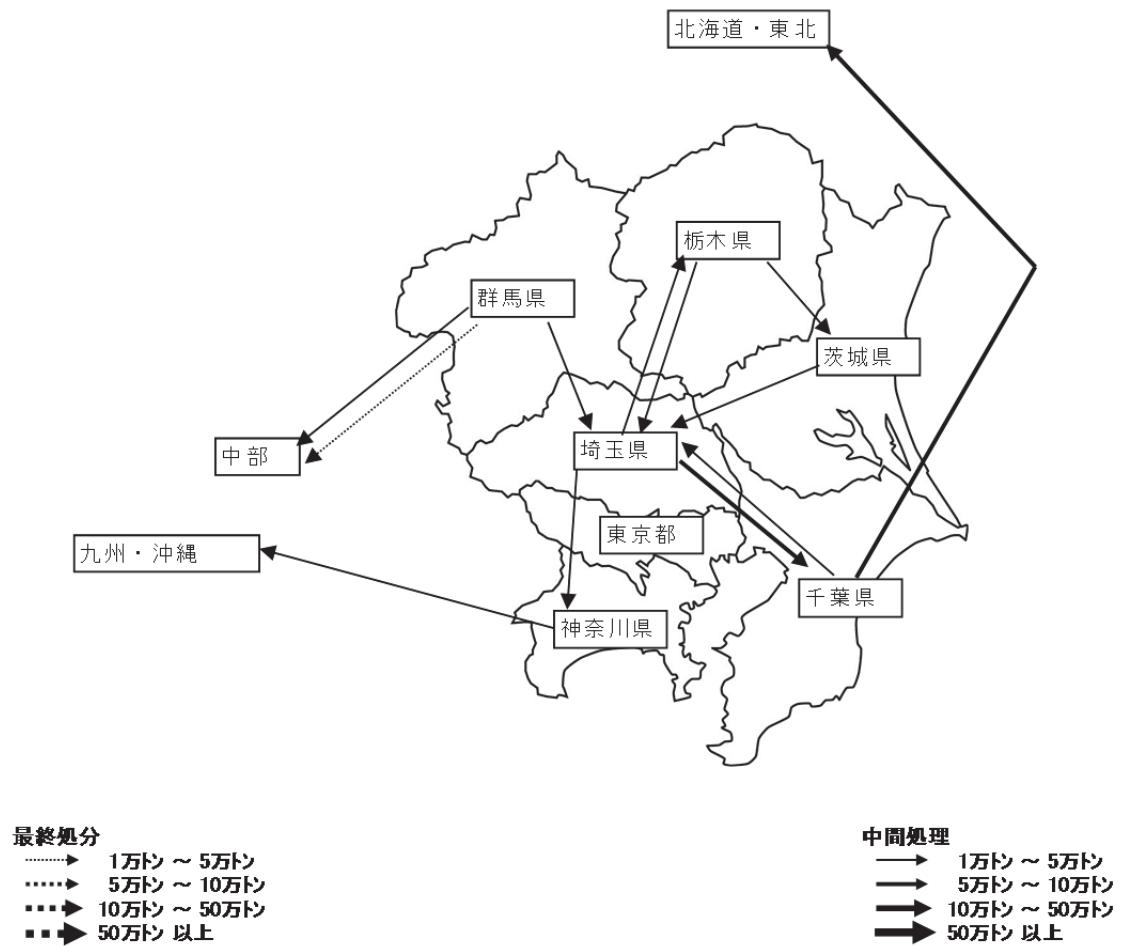 北海道・東北
栃木県
群馬県
茨城県
中部
埼玉県
東京都
九州・沖縄
千葉県
神奈川県
最終処分
1万トン ～ 5万トン
5万トン ～ 10万トン
10万トン ～ 50万トン
50万トン 以上
中間処理
1万トン ～ 5万トン
5万トン ～ 10万トン
10万トン ～ 50万トン
50万トン 以上